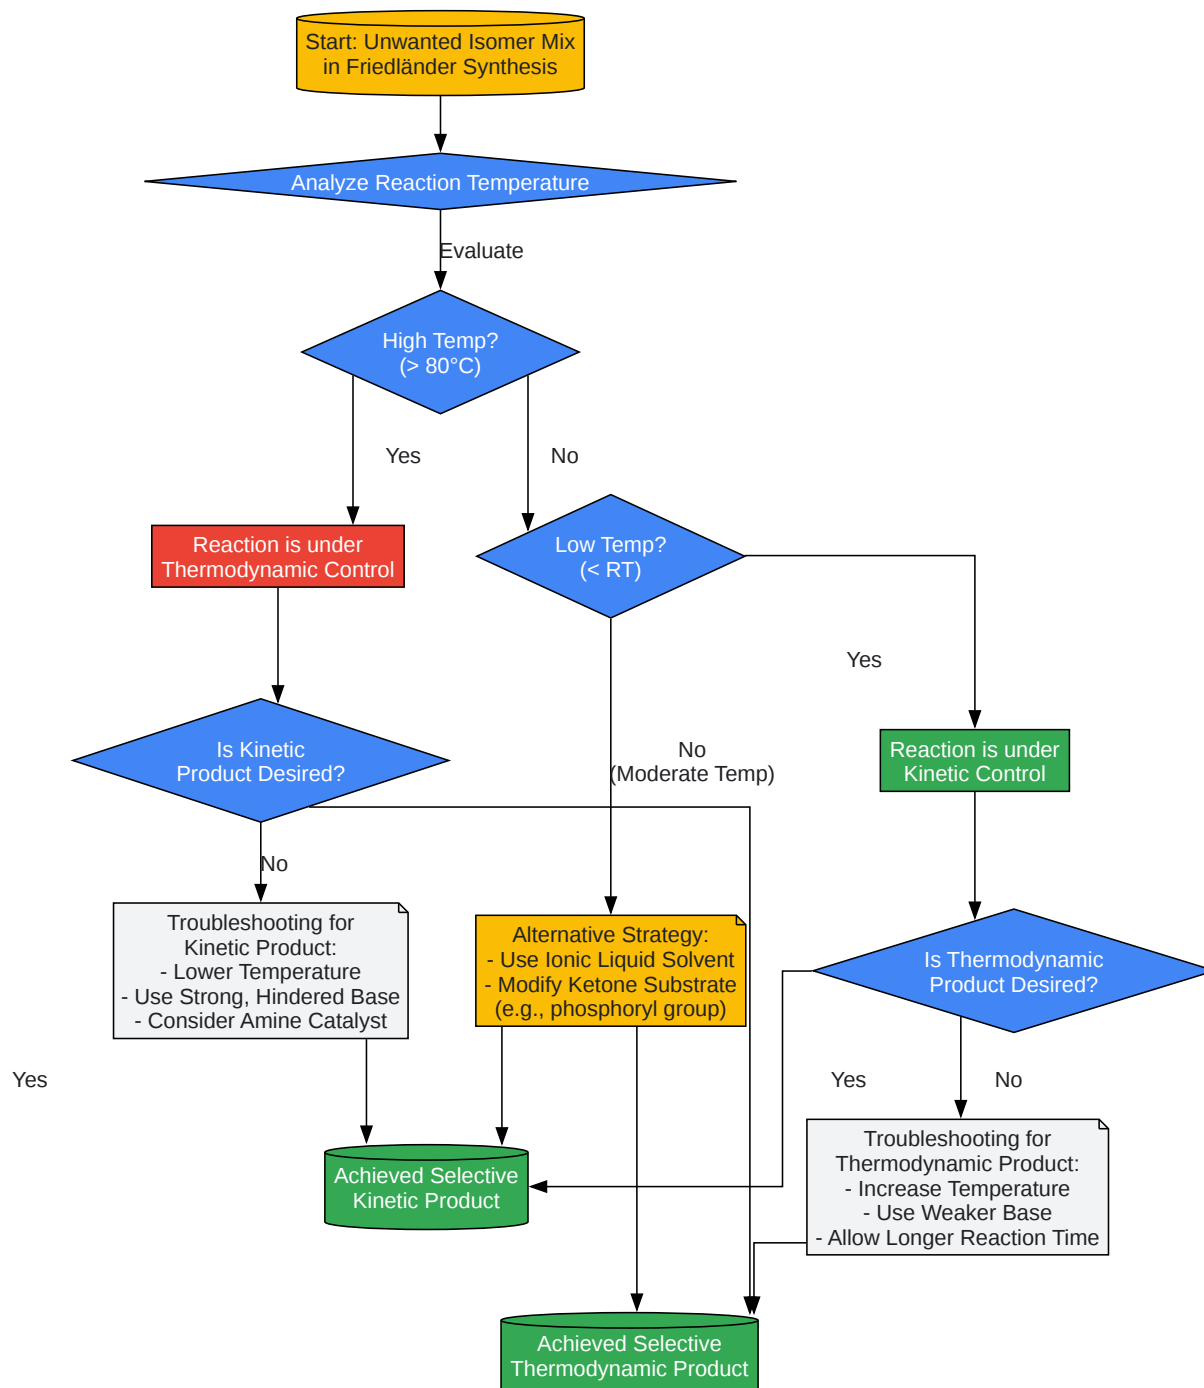 Start: Unwanted Isomer Mix
in Friedländer Synthesis
Analyze Reaction Temperature
Evaluate
High Temp?
(> 80°C)
Yes
No
Reaction is under
Thermodynamic Control
Low Temp?
(< RT)
Yes
Is Kinetic
Product Desired?
No
(Moderate Temp)
Reaction is under
Kinetic Control
No
Troubleshooting for
Kinetic Product:
- Lower Temperature
- Use Strong, Hindered Base
- Consider Amine Catalyst
Alternative Strategy:
- Use Ionic Liquid Solvent
- Modify Ketone Substrate
(e.g., phosphoryl group)
Is Thermodynamic
Product Desired?
Yes
Yes
No
Troubleshooting for
Thermodynamic Product:
- Increase Temperature
- Use Weaker Base
- Allow Longer Reaction Time
Achieved Selective
Kinetic Product
Achieved Selective
Thermodynamic Product